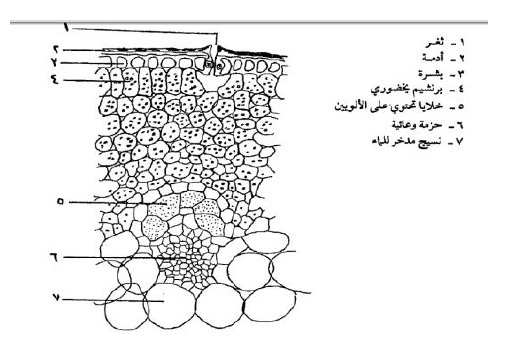 ١
٢
٧
٤
٥
٦
٧
١ - ثغر
٢ - أدمة
٣ - بشرة
٤ - برنشيم يخضوري
٥ - خلايا تحتوي على الألويين
٦ - حزمة وعائية
٧ - نسيج مدخر للماء